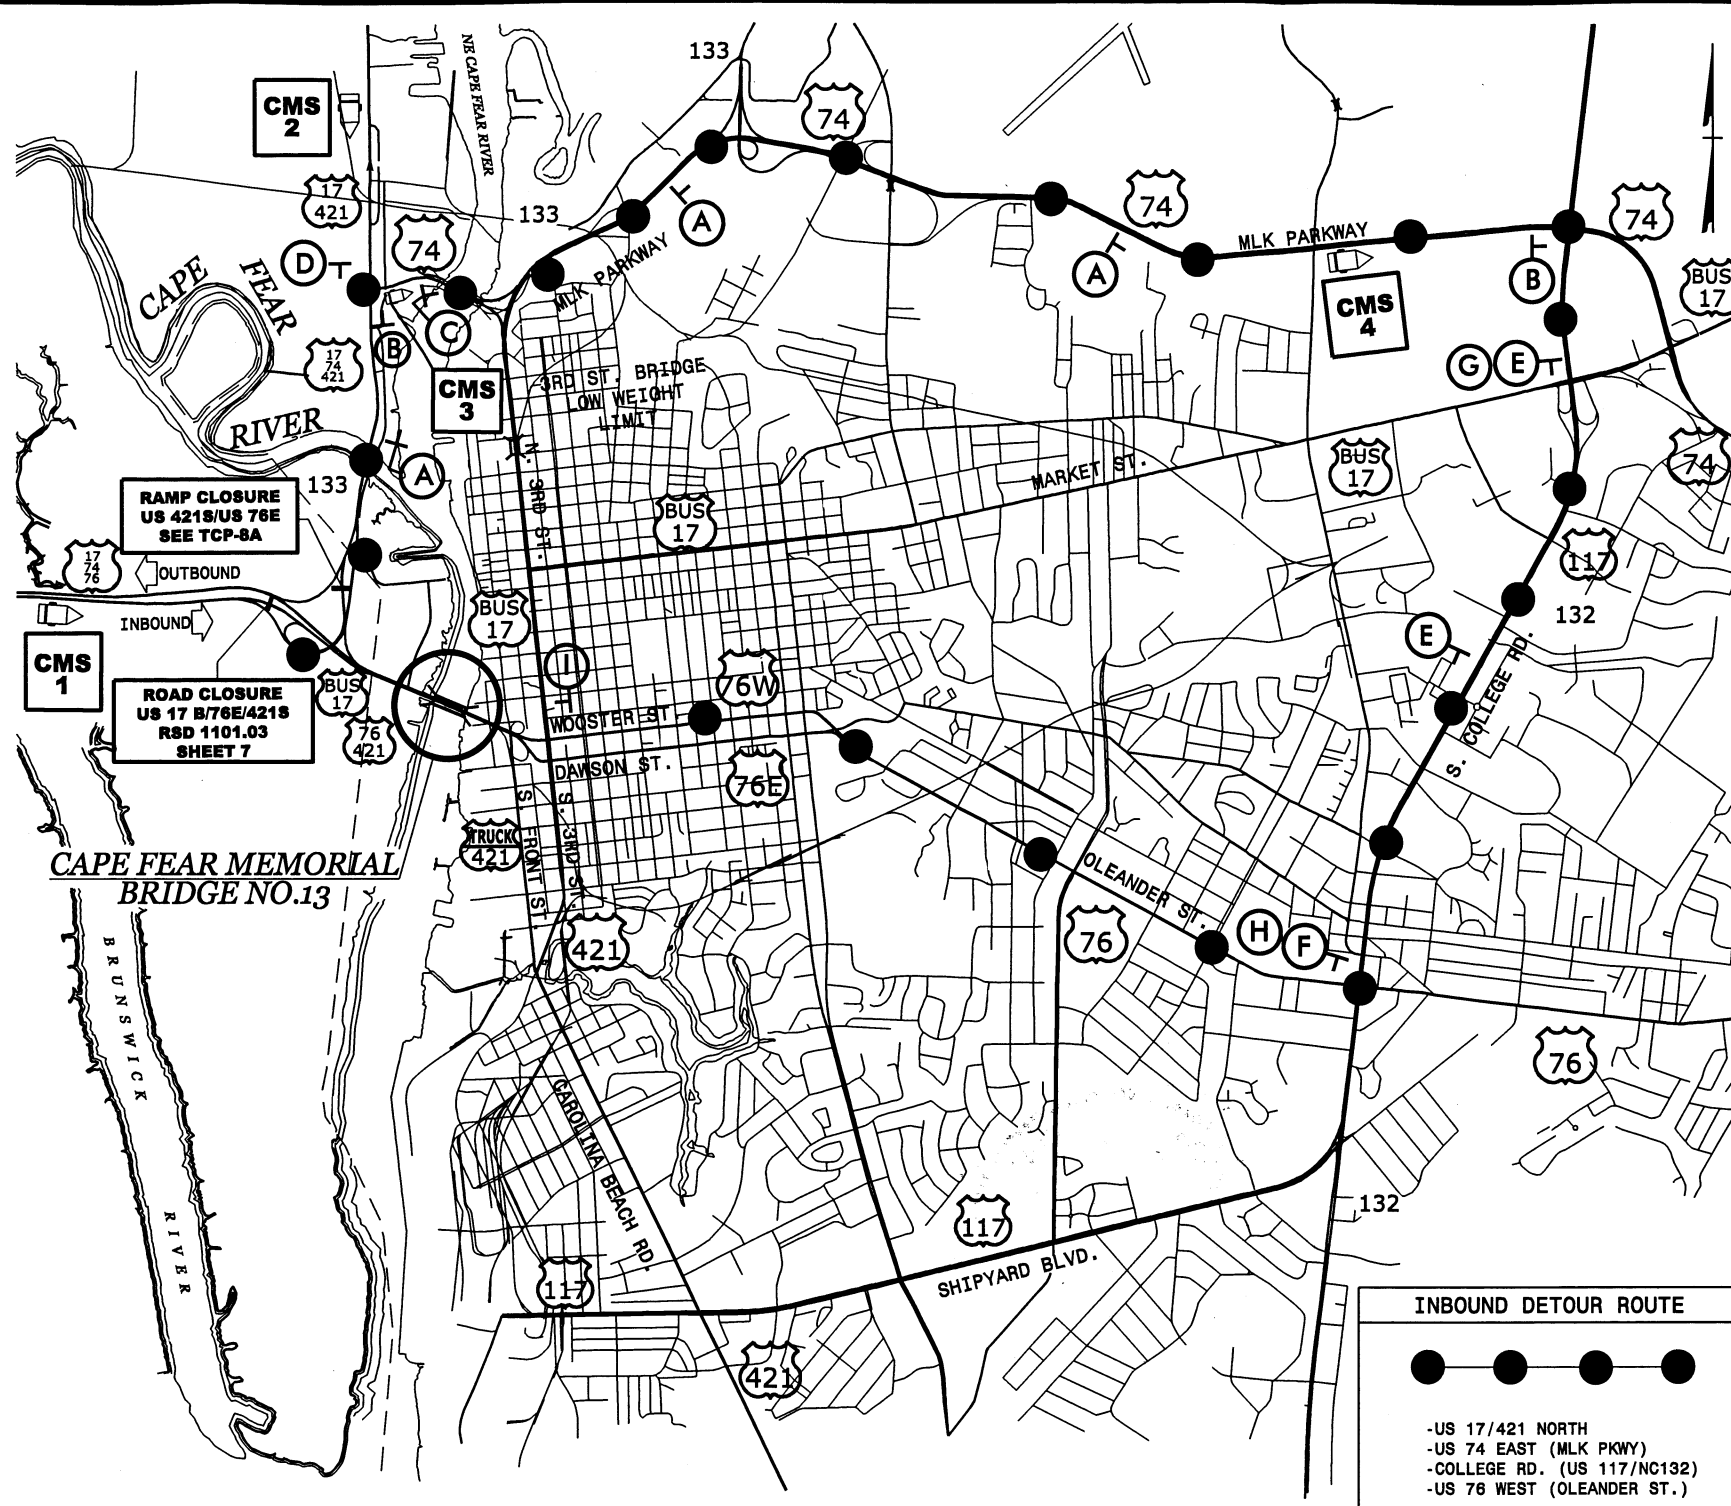 133
NE CAPE FEAR RIVER
CMS
2
74
17
421
133
74
A
74
A
MLK PARKWAY
74
D
CAPE
FEAR
RIVER
MLK PARKWAY
B
BUS
17
CMS
4
B
C
17
74
421
CMS
3
3RD ST. BRIDGE
LOW WEIGHT
LIMIT
G
E
N. 3RD ST.
MARKET ST.
BUS
17
74
A
133
RAMP CLOSURE
US 421S/US 76E
SEE TCP-8A
BUS
17
117
17
74
76
OUTBOUND
INBOUND
BUS
17
132
E
CMS
1
I
S. COLLEGE RD.
ROAD CLOSURE
US 17 B/76E/421S
RSD 1101.03
SHEET 7
BUS
17
76
421
76W
WOOSTER ST
DAWSON ST.
76E
S. FRONT ST.
S. 3RD ST.
TRUCK
421
CAPE FEAR MEMORIAL
BRIDGE NO.13
OLEANDER ST.
421
76
H
F
BRUNSWICK
RIVER
76
CAROLINA BEACH RD.
132
117
SHIPYARD BLVD.
117
421
INBOUND DETOUR ROUTE
-US 17/421 NORTH
-US 74 EAST (MLK PKWY)
-COLLEGE RD. (US 117/NC132)
-US 76 WEST (OLEANDER ST.)